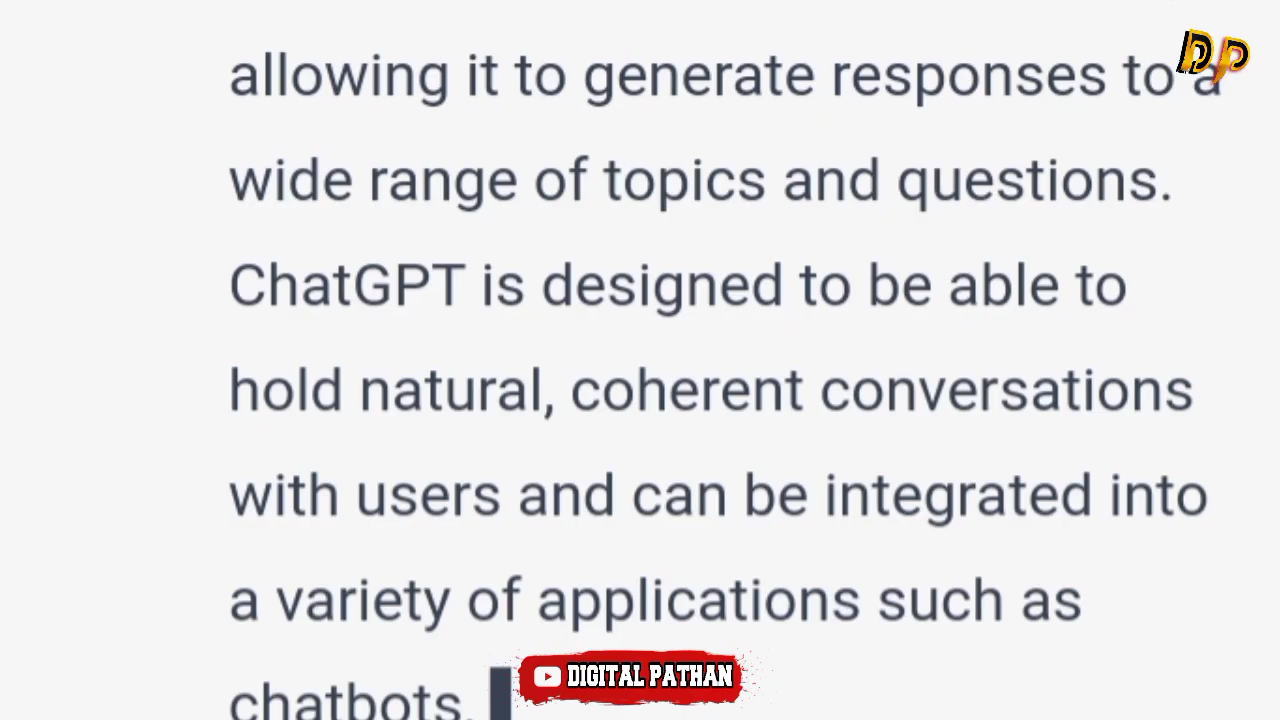 DP
allowing it to generate responses to a
wide range of topics and questions.
ChatGPT is designed to be able to
hold natural, coherent conversations
with users and can be integrated into
a variety of applications such as
chatbots,
DIGITAL PATHAN